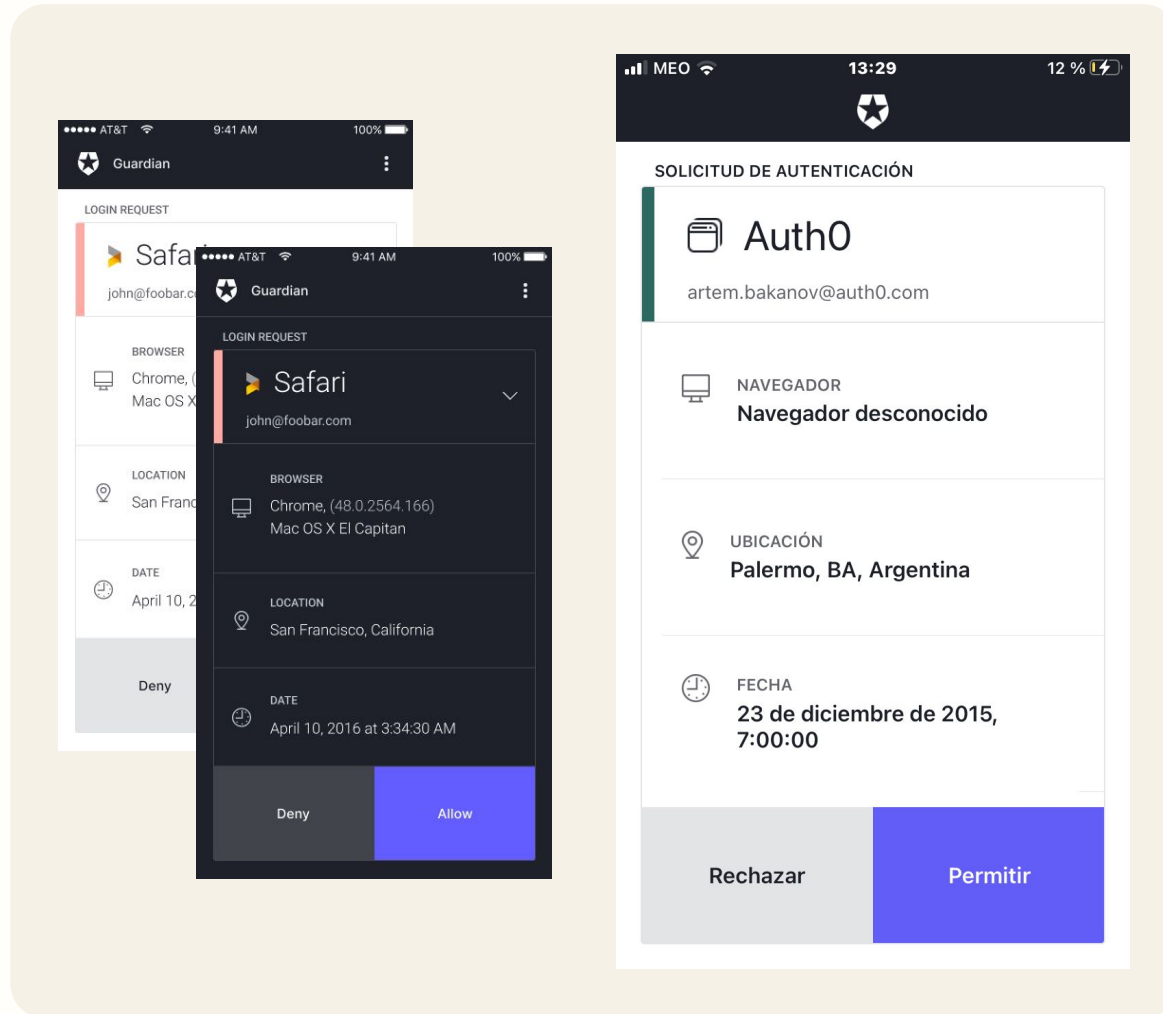 AT&T 9:41 AM 100%
Guardian
LOGIN REQUEST
Safari
john@foobar.co
BROWSER
Chrome, (
Mac OS X
LOCATION
San Franc
DATE
April 10, 2
Deny
AT&T 9:41 AM 100%
Guardian
LOGIN REQUEST
Safari
john@foobar.com
BROWSER
Chrome, (48.0.2564.166)
Mac OS X El Capitan
LOCATION
San Francisco, California
DATE
April 10, 2016 at 3:34:30 AM
Deny Allow
MEO 13:29 12 %
SOLICITUD DE AUTENTICACIÓN
Auth0
artem.bakanov@auth0.com
NAVEGADOR
Navegador desconocido
UBICACIÓN
Palermo, BA, Argentina
FECHA
23 de diciembre de 2015,
7:00:00
Rechazar Permitir